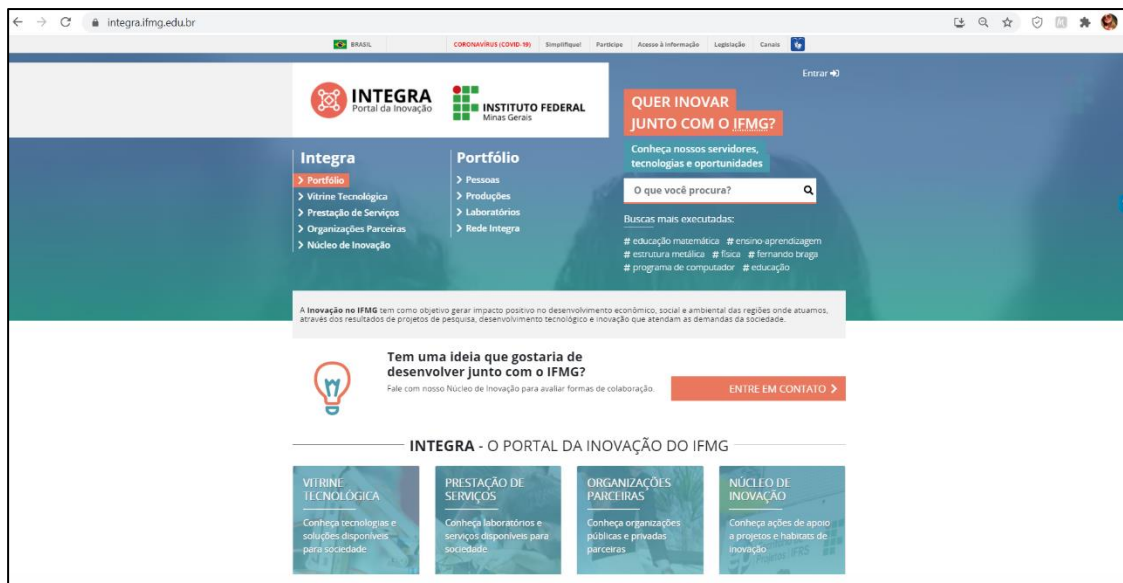 integra.ifmg.edu.br
BRASIL CORONAVÍRUS (COVID-19) Simplifique! Participe Acesso à informação Legislação Canais
Entrar
INTEGRA
Portal da Inovação
INSTITUTO FEDERAL
Minas Gerais
QUER INOVAR
JUNTO COM O IFMG?
Conheça nossos servidores,
tecnologias e oportunidades
O que você procura?
Buscas mais executadas:
# educação matemática # ensino-aprendizagem
# estrutura metálica # física # fernando braga
# programa de computador # educação
Integra
Portfólio
Vitrine Tecnológica
Prestação de Serviços
Organizações Parceiras
Núcleo de Inovação
Portfólio
Pessoas
Produções
Laboratórios
Rede Integra
A Inovação no IFMG tem como objetivo gerar impacto positivo no desenvolvimento econômico, social e ambiental das regiões onde atuamos,
através dos resultados de projetos de pesquisa, desenvolvimento tecnológico e inovação que atendam as demandas da sociedade.
Tem uma ideia que gostaria de
desenvolver junto com o IFMG?
Fale com nosso Núcleo de Inovação para avaliar formas de colaboração.
ENTRE EM CONTATO
INTEGRA - O PORTAL DA INOVAÇÃO DO IFMG
VITRINE
TECNOLÓGICA
Conheça tecnologias e
soluções disponíveis
para sociedade
PRESTAÇÃO DE
SERVIÇOS
Conheça laboratórios e
serviços disponíveis para
sociedade
ORGANIZAÇÕES
PARCEIRAS
Conheça organizações
públicas e privadas
parceiras
NÚCLEO DE
INOVAÇÃO
Conheça ações de apoio
a projetos e habitats de
inovação